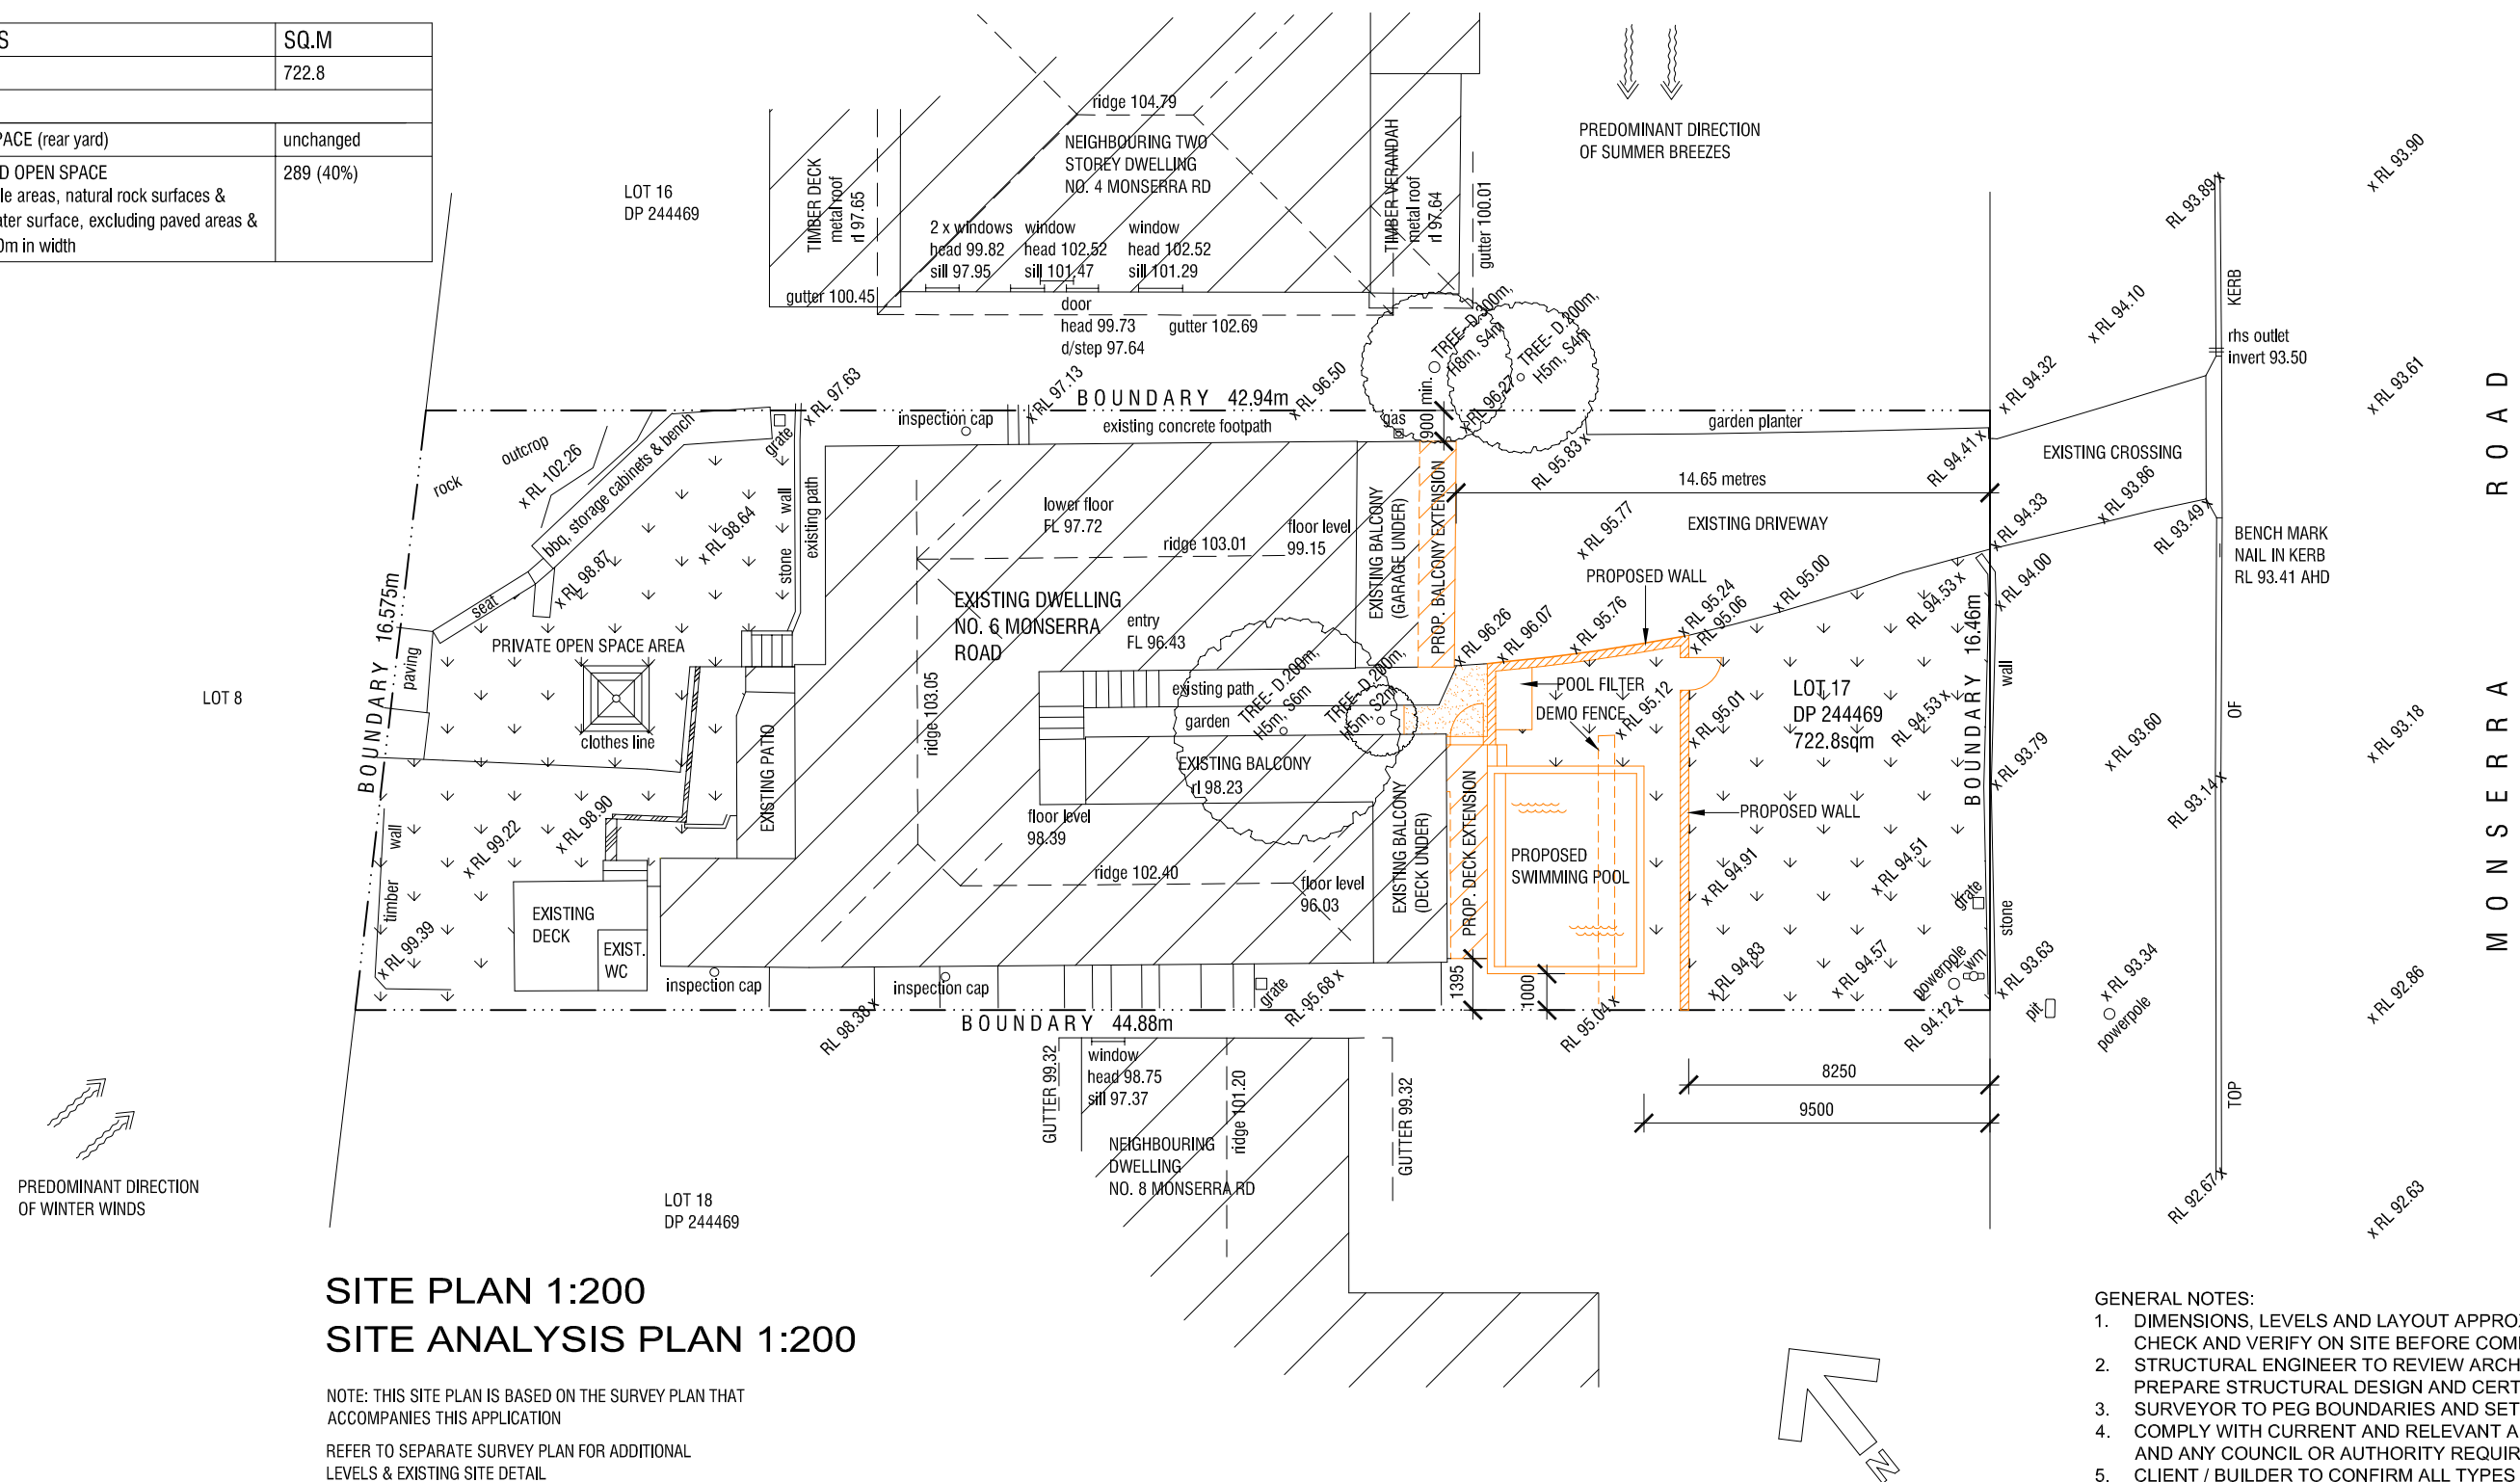 S SQ.M
722.8
PACE (rear yard) unchanged
D OPEN SPACE 289 (40%)
le areas, natural rock surfaces &
ater surface, excluding paved areas &
0m in width
LOT 16
DP 244469
TIMBER DECK
metal roof
rl 97.65
gutter 100.45
ridge 104.79
NEIGHBOURING TWO
STOREY DWELLING
NO. 4 MONSERRA RD
2 x windows
head 99.82
sill 97.95
window
head 102.52
sill 101.47
window
head 102.52
sill 101.29
door
head 99.73
d/step 97.64
gutter 102.69
TIMBER VERANDAH
metal roof
rl 97.64
gutter 100.01
PREDOMINANT DIRECTION
OF SUMMER BREEZES
TREE- D.300m,
H8m, S4m
TREE- D.200m,
H5m, S4m
x RL 93.90
RL 93.89 x
x RL 94.10
KERB
rhs outlet
invert 93.50
x RL 94.32
x RL 93.61
x RL 97.63
x RL 97.13
BOUNDARY 42.94m
x RL 96.50
900 min.
x RL 96.27
inspection cap
existing concrete footpath
gas
garden planter
RL 95.83 x
RL 94.41 x
EXISTING CROSSING
x RL 93.86
14.65 metres
EXISTING DRIVEWAY
x RL 95.77
x RL 94.33
RL 93.49 x
BENCH MARK
NAIL IN KERB
RL 93.41 AHD
rock
outcrop
x RL 102.26
bbq, storage cabinets & bench
grate
stone wall
existing path
x RL 98.64
x RL 98.87
seat
PRIVATE OPEN SPACE AREA
BOUNDARY 16.575m
paving
clothes line
LOT 8
lower floor
FL 97.72
ridge 103.01
floor level
99.15
EXISTING BALCONY
(GARAGE UNDER)
PROP. BALCONY EXTENSION
EXISTING DWELLING
NO. 6 MONSERRA
ROAD
entry
FL 96.43
ridge 103.05
existing path
garden
TREE- D.200m,
H5m, S6m
TREE- D.200m,
H5m, S2m
EXISTING BALCONY
rl 98.23
EXISTING PATIO
floor level
98.39
ridge 102.40
floor level
96.03
EXISTING BALCONY
(DECK UNDER)
PROP. DECK EXTENSION
x RL 96.26
x RL 96.07
x RL 95.76
PROPOSED WALL
x RL 95.24
x RL 95.06
x RL 95.00
RL 94.53 x
x RL 94.00
POOL FILTER
DEMO FENCE
x RL 95.12
x RL 95.01
LOT 17
DP 244469
722.8sqm
RL 94.53 x
BOUNDARY 16.46m
wall
stone
x RL 93.79
x RL 93.60
x RL 93.18
RL 93.14 x
OF
MONSERRA ROAD
PROPOSED WALL
PROPOSED
SWIMMING POOL
x RL 94.91
x RL 94.51
grate
x RL 94.83
x RL 94.57
powerpole
wm
x RL 93.63
RL 94.12 x
pit
x RL 93.34
powerpole
x RL 92.86
timber wall
x RL 99.22
x RL 98.90
x RL 99.39
EXISTING
DECK
EXIST.
WC
inspection cap
inspection cap
grate
RL 98.38 x
BOUNDARY 44.88m
RL 95.68 x
1395
1000
RL 95.04 x
8250
9500
TOP
RL 92.67 x
x RL 92.63
GUTTER 99.32
window
head 98.75
sill 97.37
ridge 101.20
GUTTER 99.32
NEIGHBOURING
DWELLING
NO. 8 MONSERRA RD
PREDOMINANT DIRECTION
OF WINTER WINDS
LOT 18
DP 244469
SITE PLAN 1:200
SITE ANALYSIS PLAN 1:200
NOTE: THIS SITE PLAN IS BASED ON THE SURVEY PLAN THAT
ACCOMPANIES THIS APPLICATION
REFER TO SEPARATE SURVEY PLAN FOR ADDITIONAL
LEVELS & EXISTING SITE DETAIL
N
GENERAL NOTES:
1. DIMENSIONS, LEVELS AND LAYOUT APPRO
CHECK AND VERIFY ON SITE BEFORE COM
2. STRUCTURAL ENGINEER TO REVIEW ARCH
PREPARE STRUCTURAL DESIGN AND CERT
3. SURVEYOR TO PEG BOUNDARIES AND SET
4. COMPLY WITH CURRENT AND RELEVANT A
AND ANY COUNCIL OR AUTHORITY REQUIR
5. CLIENT / BUILDER TO CONFIRM ALL TYPES